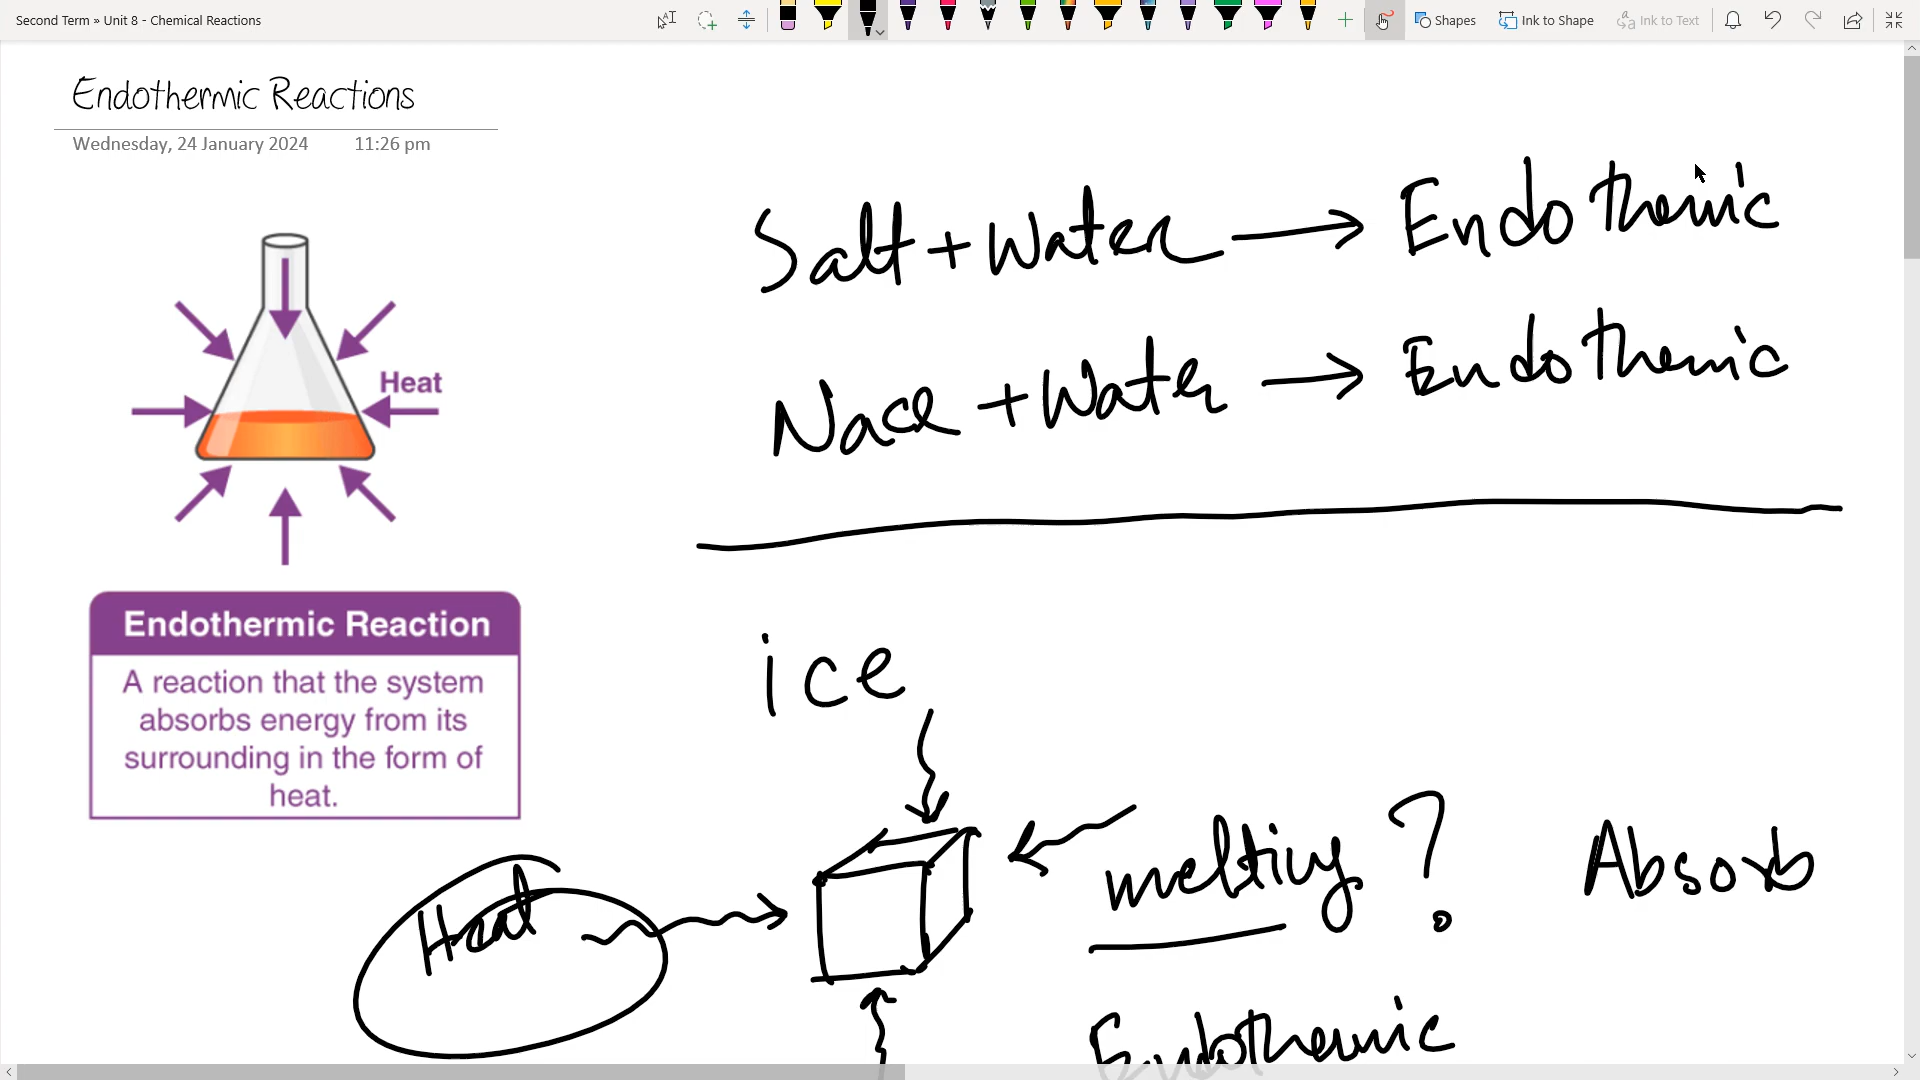 Second Term » Unit 8 - Chemical Reactions
Shapes
Ink to Shape
Ink to Text
Endothermic Reactions
Wednesday, 24 January 2024 11:26 pm
Salt + Water → Endothermic
NaCl + Water → Endothermic
Heat
Endothermic Reaction
A reaction that the system
absorbs energy from its
surrounding in the form of
heat.
ice
melting ?
Absorb
Heat
Endothermic